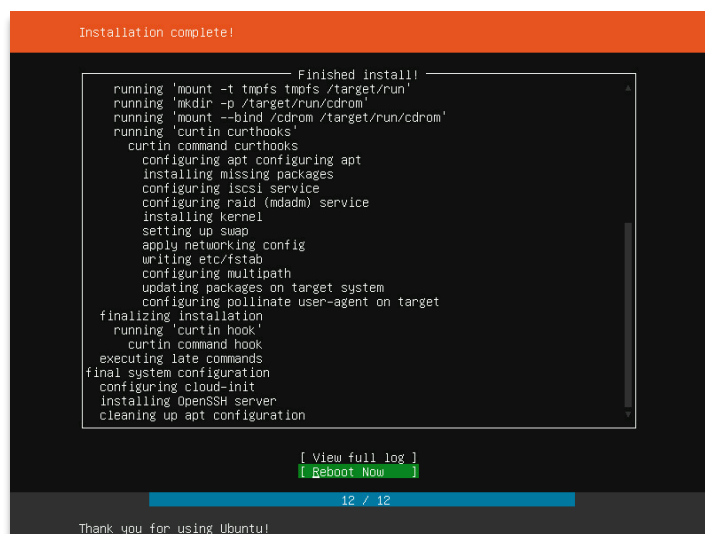 Installation complete!
Finished install!
running 'mount -t tmpfs tmpfs /target/run'
running 'mkdir -p /target/run/cdrom'
running 'mount --bind /cdrom /target/run/cdrom'
running 'curtin curthooks'
curtin command curthooks
configuring apt configuring apt
installing missing packages
configuring iscsi service
configuring raid (mdadm) service
installing kernel
setting up swap
apply networking config
writing etc/fstab
configuring multipath
updating packages on target system
configuring pollinate user-agent on target
finalizing installation
running 'curtin hook'
curtin command hook
executing late commands
final system configuration
configuring cloud-init
installing OpenSSH server
cleaning up apt configuration
[ View full log ]
[ Reboot Now ]
12 / 12
Thank you for using Ubuntu!